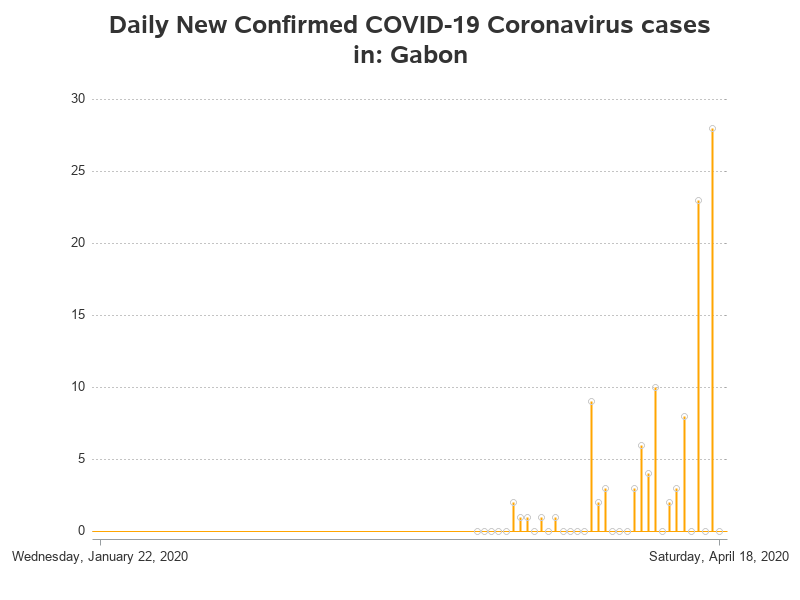 Daily New Confirmed COVID-19 Coronavirus cases
in: Gabon
30
25
20
15
10
5
0
Wednesday, January 22, 2020 Saturday, April 18, 2020